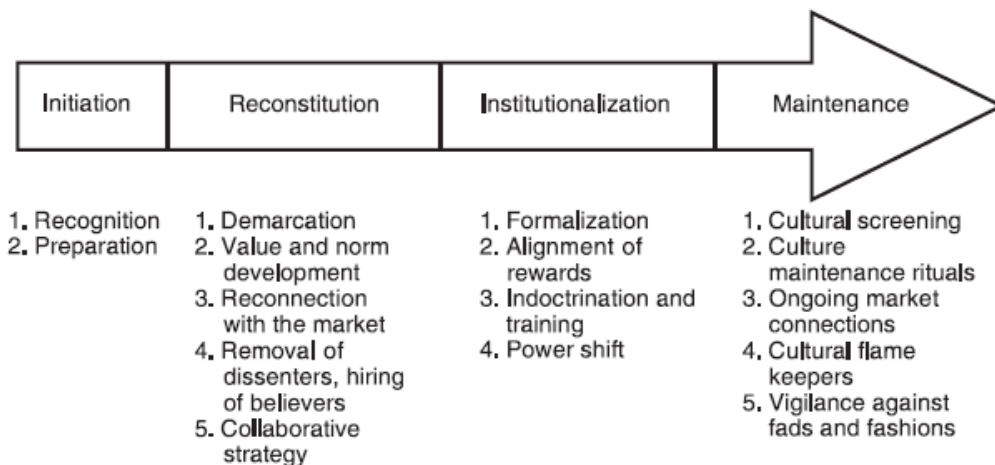 Initiation
Reconstitution
Institutionalization
Maintenance
1. Recognition
2. Preparation
1. Demarcation
2. Value and norm
development
3. Reconnection
with the market
4. Removal of
dissenters, hiring
of believers
5. Collaborative
strategy
1. Formalization
2. Alignment of
rewards
3. Indoctrination and
training
4. Power shift
1. Cultural screening
2. Culture
maintenance rituals
3. Ongoing market
connections
4. Cultural flame
keepers
5. Vigilance against
fads and fashions